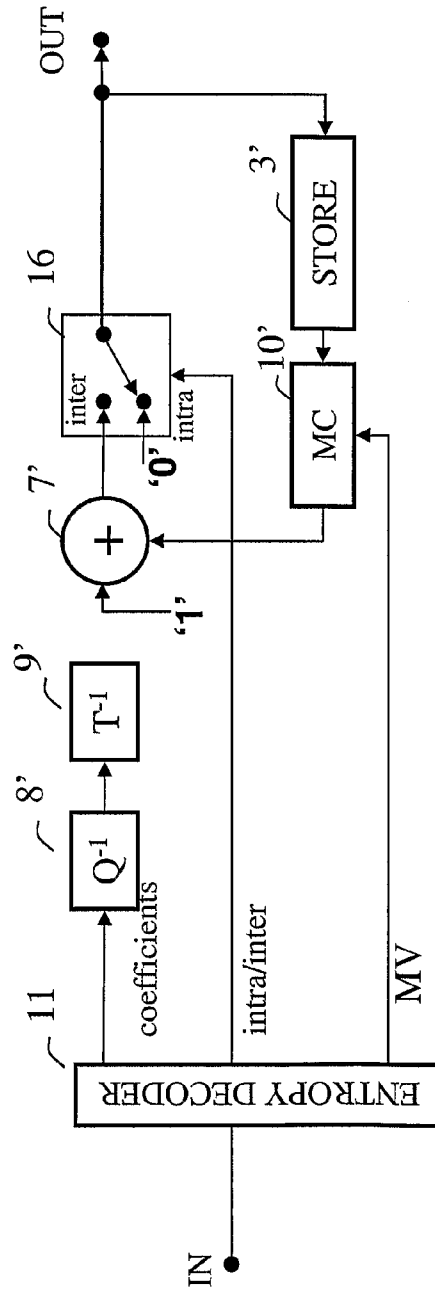 IN
11
ENTROPY DECODER
coefficients
intra/inter
MV
8’
Q-1
9’
T-1
‘1’
7’
+
‘0’
inter
intra
16
10’
MC
3’
STORE
OUT